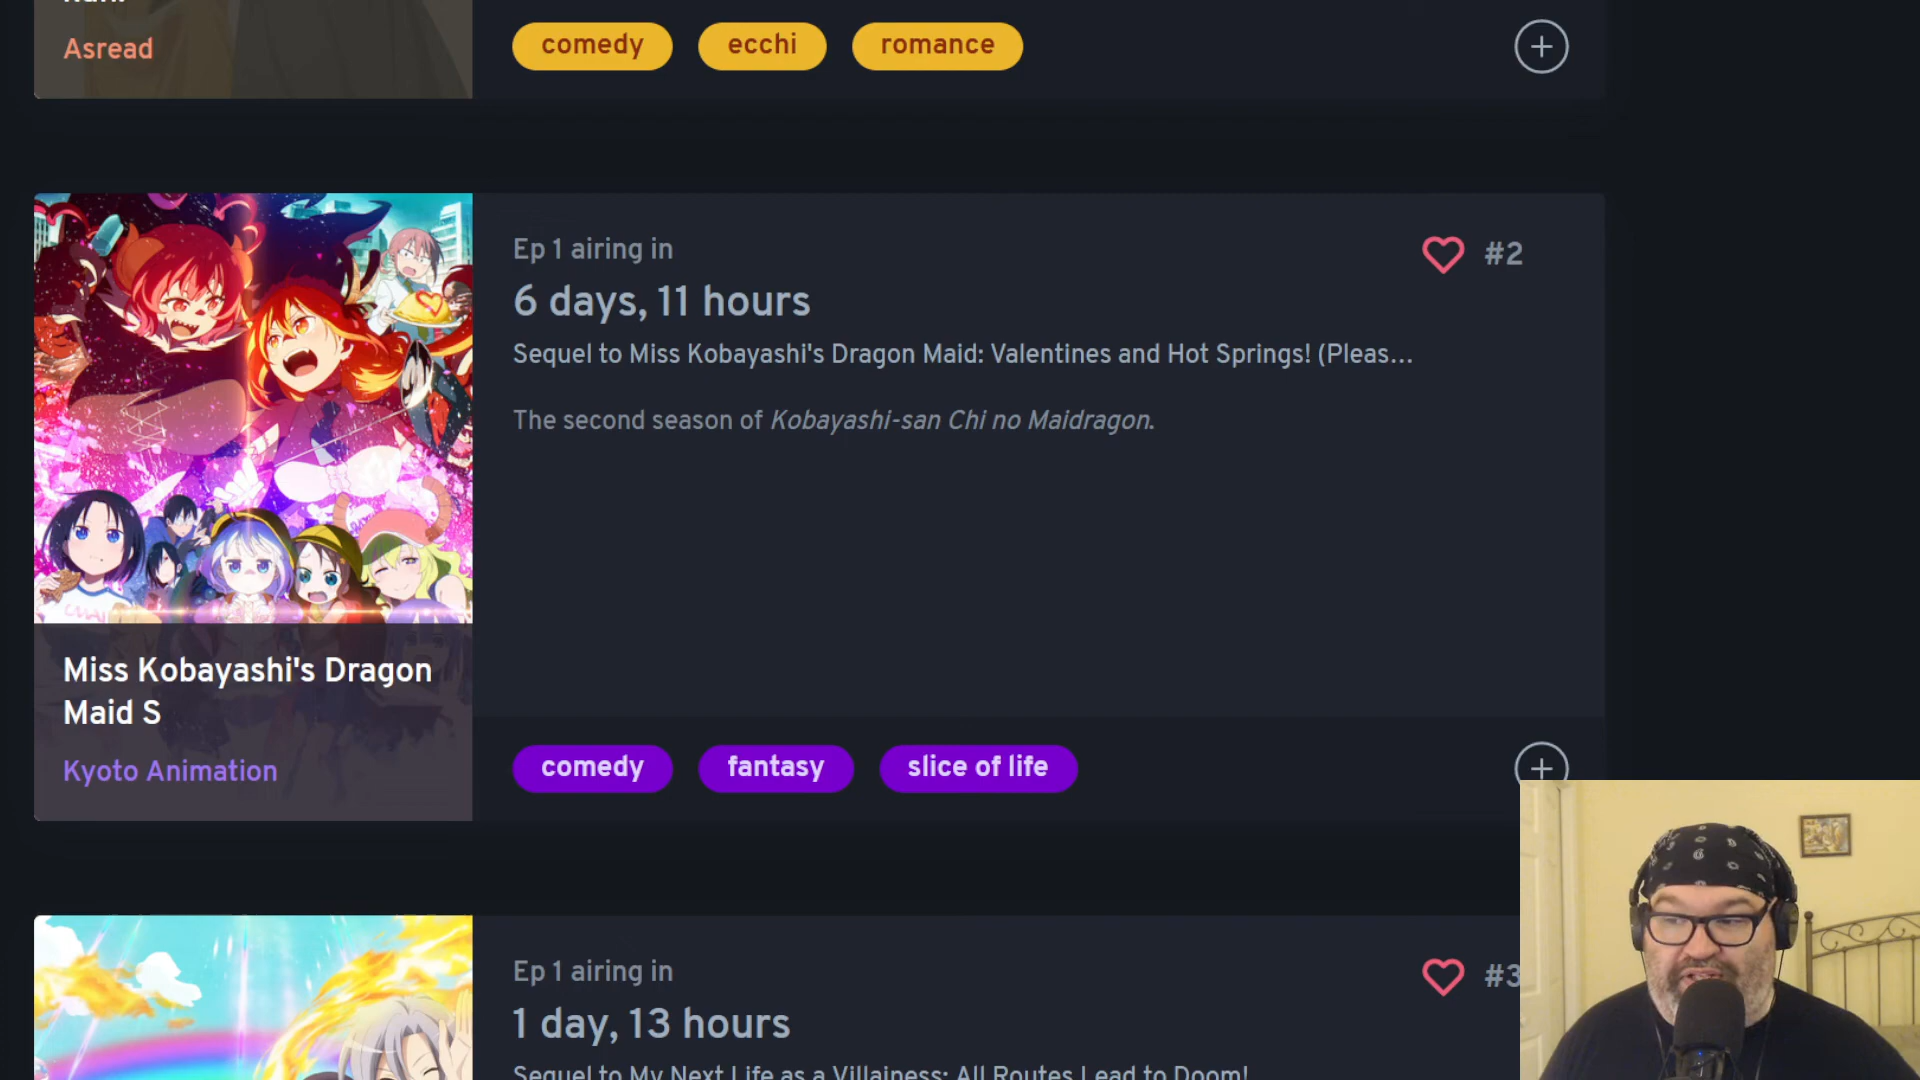 Asread
comedy
ecchi
romance
Ep 1 airing in
#2
6 days, 11 hours
Sequel to Miss Kobayashi's Dragon Maid: Valentines and Hot Springs! (Pleas...
The second season of Kobayashi-san Chi no Maidragon.
Miss Kobayashi's Dragon
Maid S
Kyoto Animation
comedy
fantasy
slice of life
Ep 1 airing in
#3
1 day, 13 hours
Sequel to My Next Life as a Villainess: All Routes Lead to Doom!